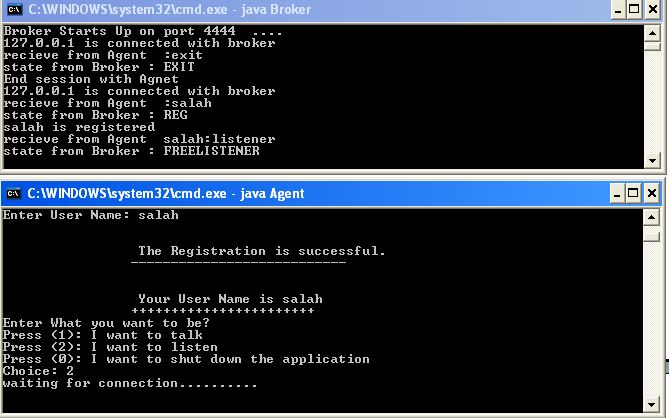 C:\WINDOWS\system32\cmd.exe - java Broker
Broker Starts Up on port 4444  ....
127.0.0.1 is connected with broker
recieve from Agent  :exit
state from Broker : EXIT
End session with Agnet
127.0.0.1 is connected with broker
recieve from Agent  :salah
state from Broker : REG
salah is registered
recieve from Agent  salah:listener
state from Broker : FREELISTENER
C:\WINDOWS\system32\cmd.exe - java Agent
Enter User Name: salah
The Registration is successful.
---------------------------
Your User Name is salah
+++++++++++++++++++++++
Enter What you want to be?
Press (1): I want to talk
Press (2): I want to listen
Press (0): I want to shut down the application
Choice: 2
waiting for connection..........